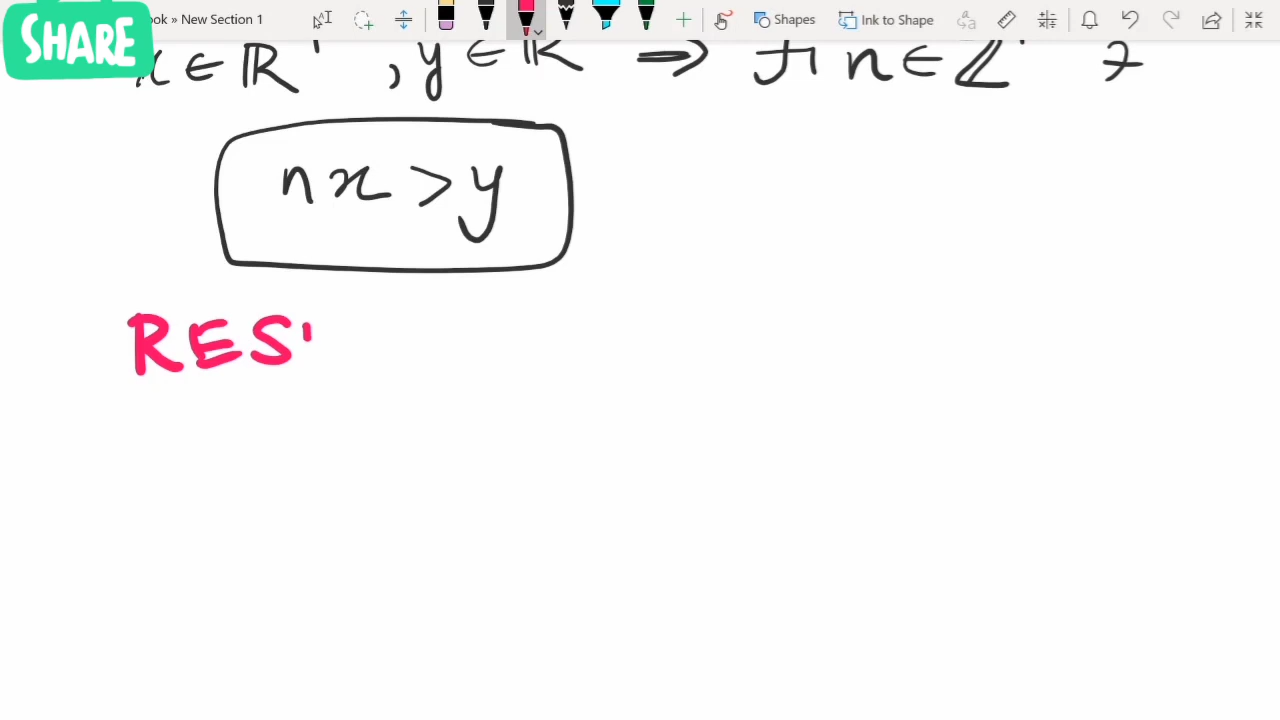 SHARE
ook » New Section 1
Shapes
Ink to Shape
x ∈ ℝ⁺ , y ∈ ℝ ⇒ ∃ n ∈ ℤ⁺ ∋
nx > y
RES